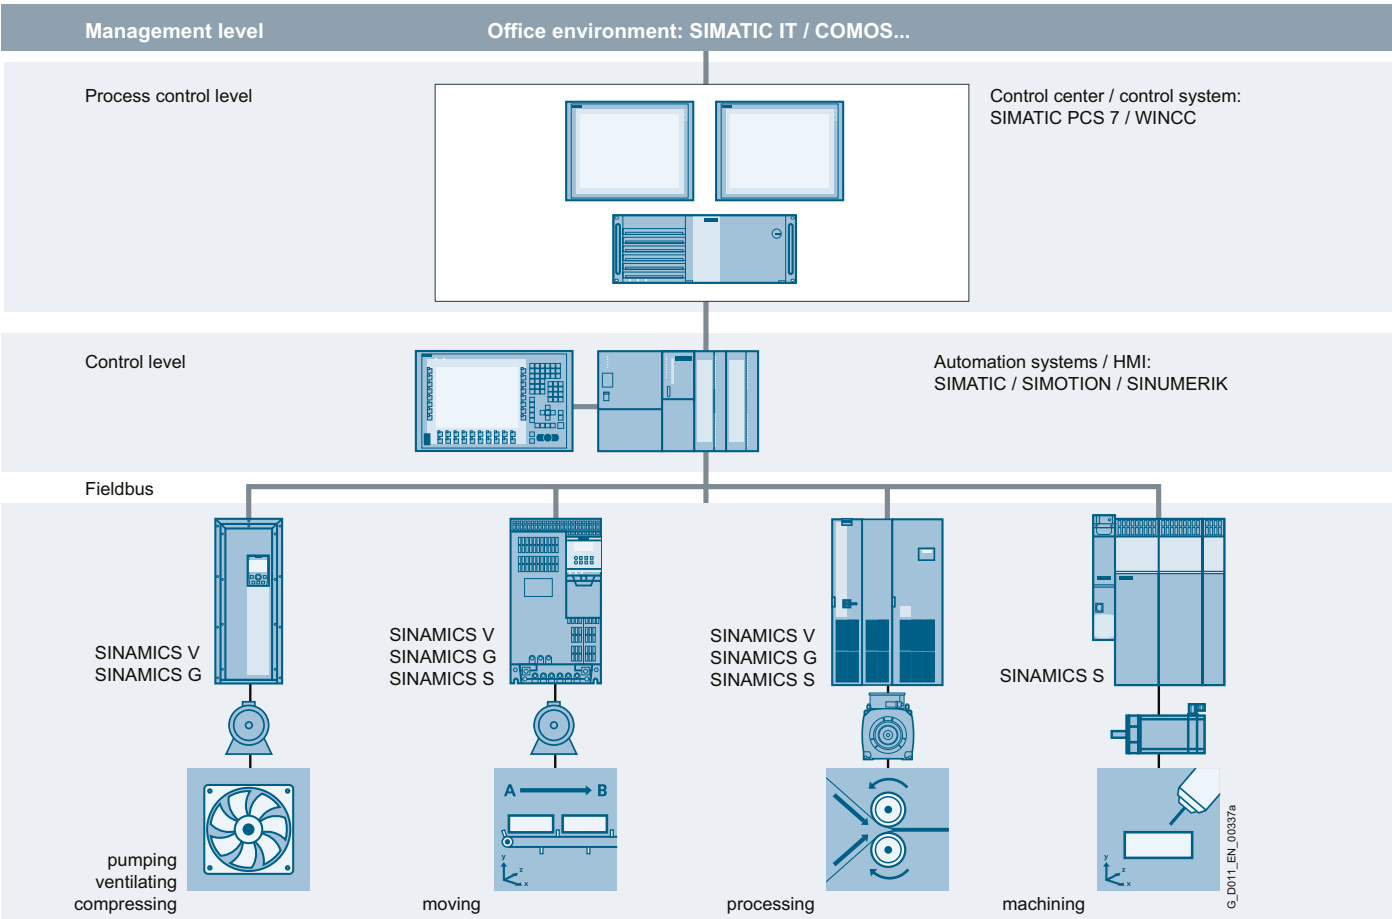 Management level
Office environment: SIMATIC IT / COMOS...
Process control level
Control center / control system:
SIMATIC PCS 7 / WINCC
Control level
Automation systems / HMI:
SIMATIC / SIMOTION / SINUMERIK
Fieldbus
SINAMICS V
SINAMICS G
SINAMICS V
SINAMICS G
SINAMICS S
SINAMICS V
SINAMICS G
SINAMICS S
SINAMICS S
A B
y
z
x
y
z
x
pumping
ventilating
compressing
moving
processing
machining
G_D011_EN_00337a